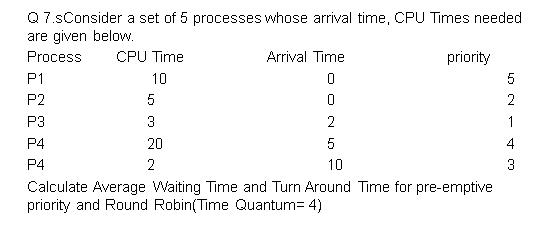 Q 7.sConsider a set of 5 processes whose arrival time, CPU Times needed
are given below.
Process CPU Time Arrival Time priority
P1 10 0 5
P2 5 0 2
P3 3 2 1
P4 20 5 4
P4 2 10 3
Calculate Average Waiting Time and Turn Around Time for pre-emptive
priority and Round Robin(Time Quantum= 4)